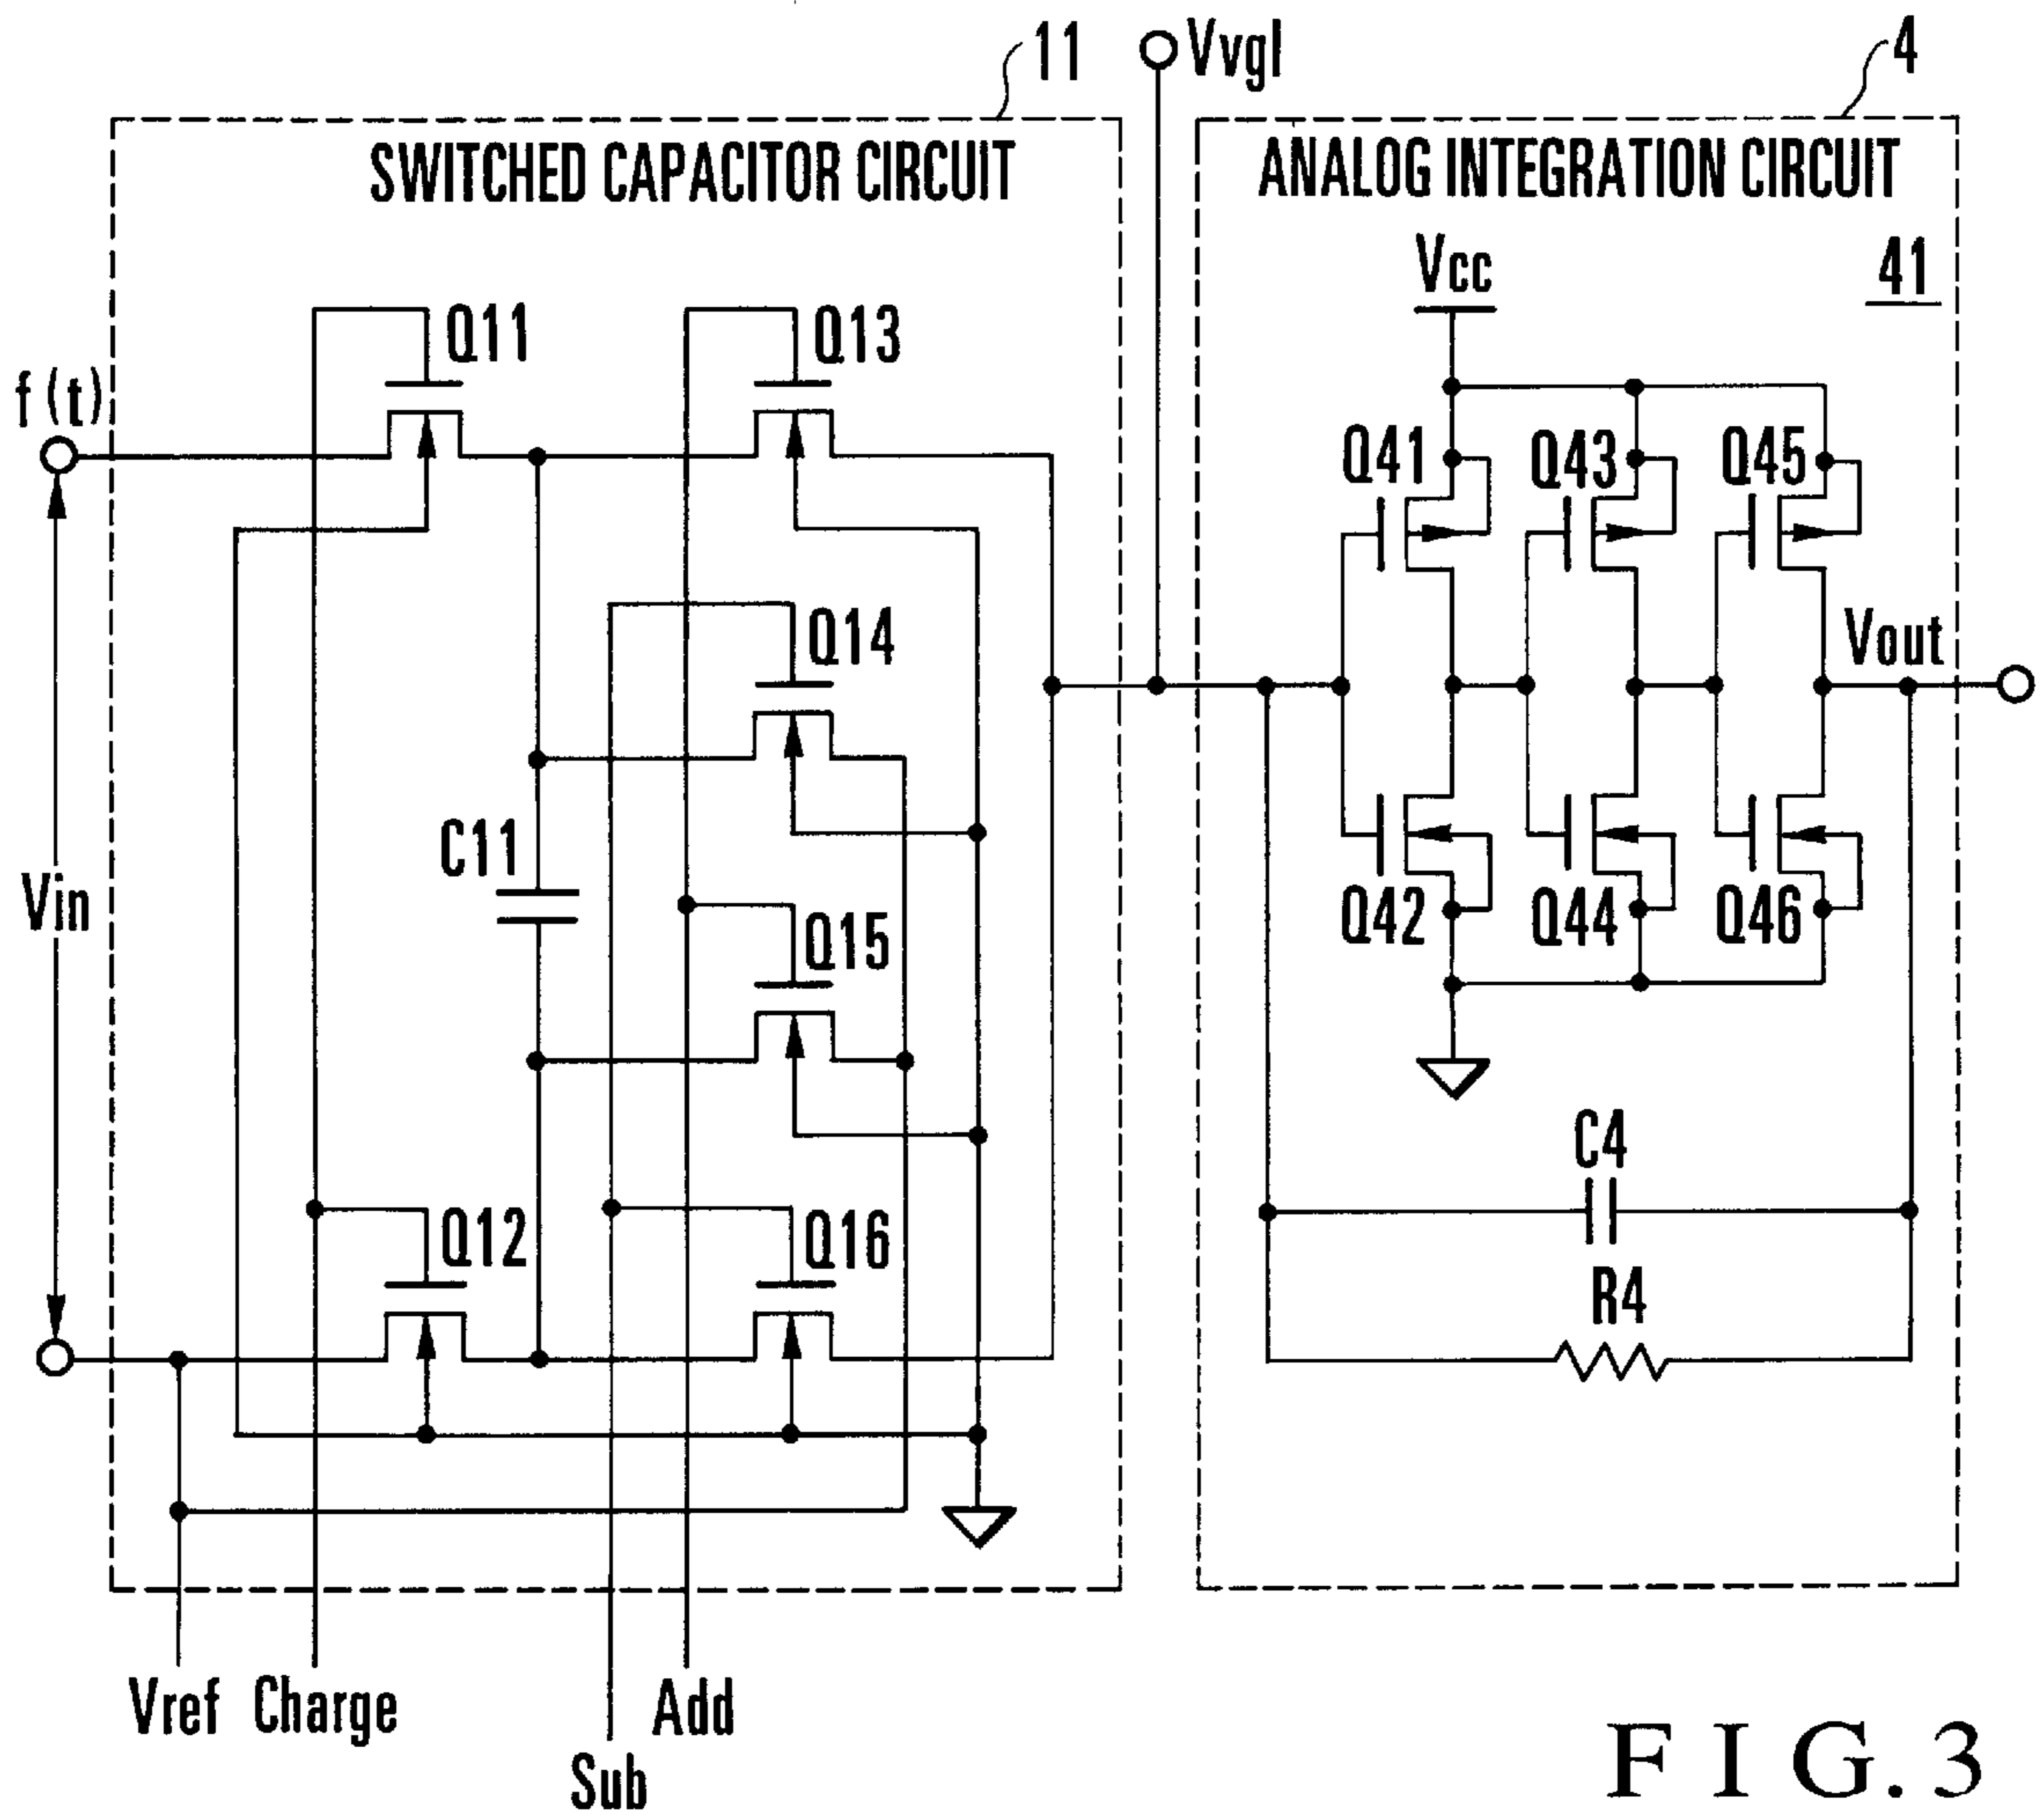 11
Vvgl
4
SWITCHED CAPACITOR CIRCUIT
ANALOG INTEGRATION CIRCUIT
Vcc
41
Q11
Q13
f(t)
Q41
Q43
Q45
Q14
Vout
C11
Vin
Q15
Q42
Q44
Q46
C4
Q12
Q16
R4
Vref
Charge
Add
Sub
FIG. 3